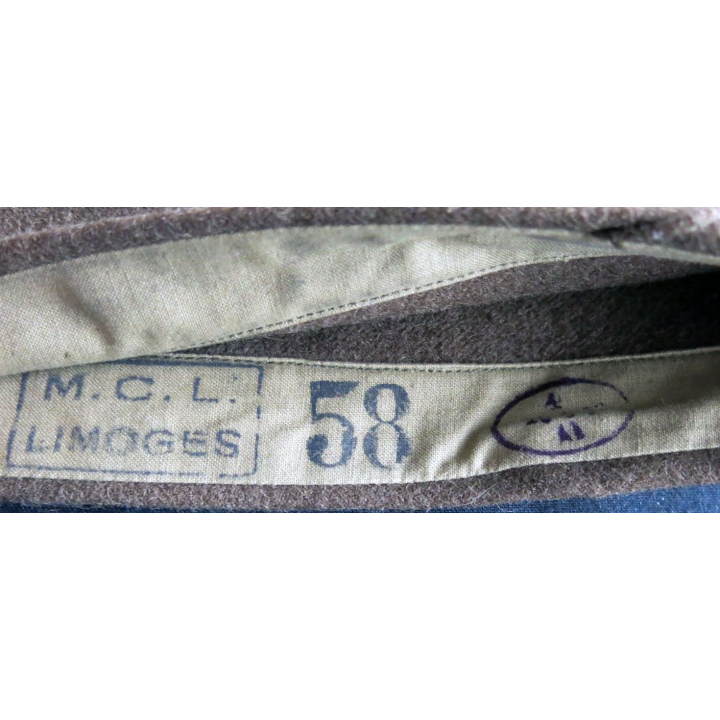 M. C. L.
LIMOGES
58